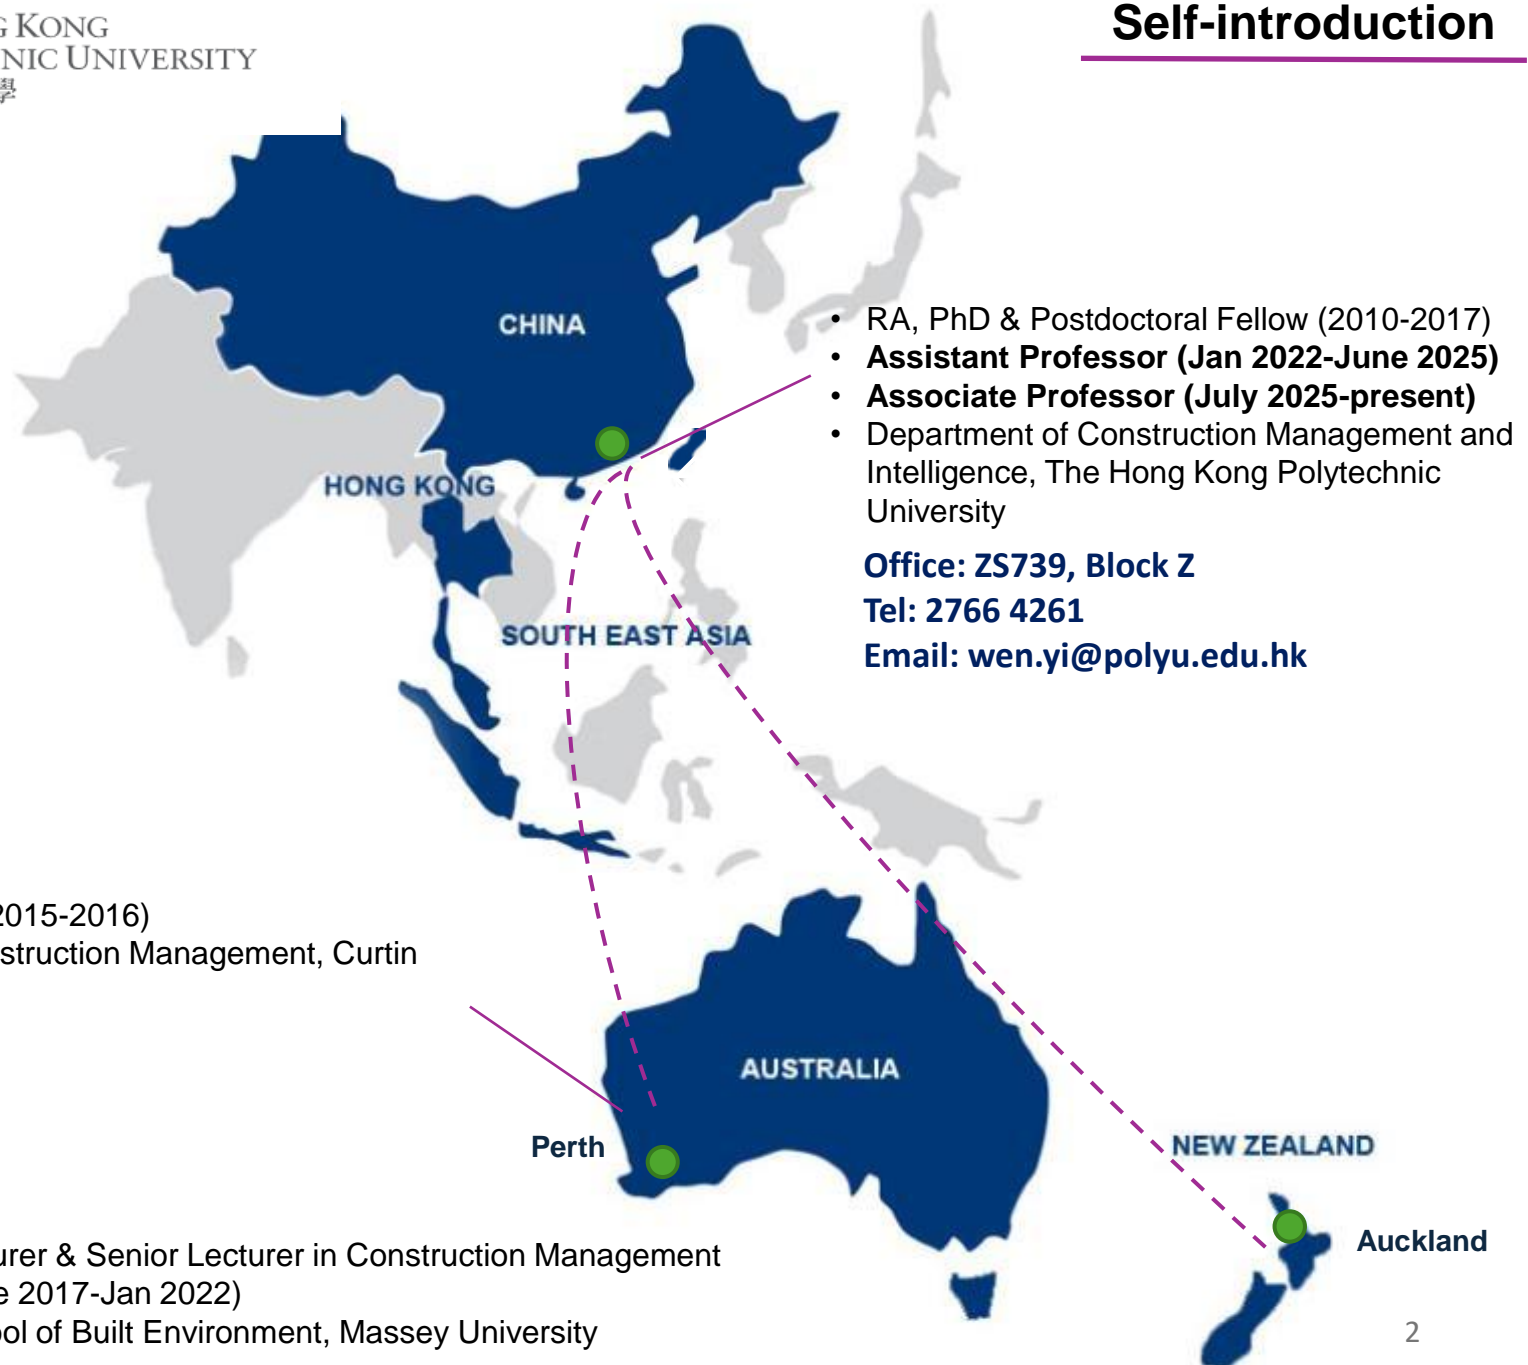 KONG
NIC UNIVERSITY
學
Self-introduction
CHINA
• RA, PhD & Postdoctoral Fellow (2010-2017)
• Assistant Professor (Jan 2022-June 2025)
• Associate Professor (July 2025-present)
• Department of Construction Management and
Intelligence, The Hong Kong Polytechnic
University
HONG KONG
Office: ZS739, Block Z
Tel: 2766 4261
Email: wen.yi@polyu.edu.hk
SOUTH EAST ASIA
2015-2016)
struction Management, Curtin
AUSTRALIA
Perth
NEW ZEALAND
Auckland
urer & Senior Lecturer in Construction Management
e 2017-Jan 2022)
ool of Built Environment, Massey University
2